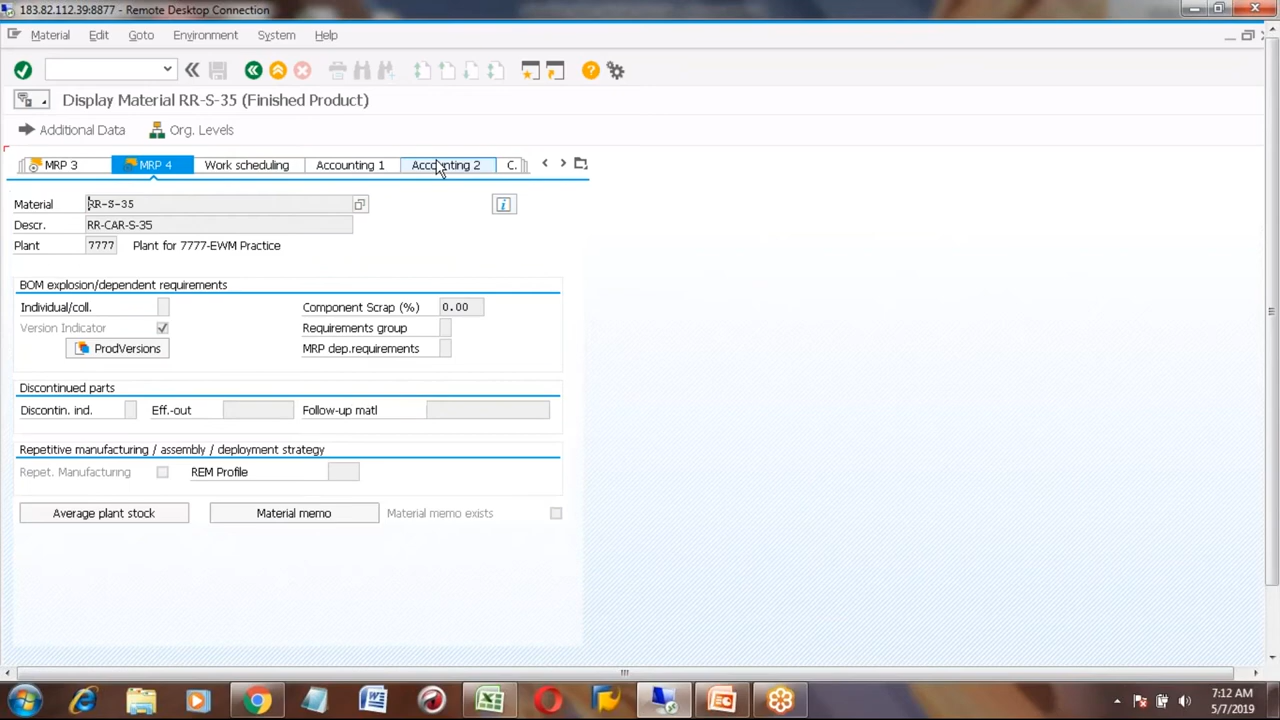 183.82.112.39:8877 - Remote Desktop Connection
Material Edit Goto Environment System Help
Display Material RR-S-35 (Finished Product)
Additional Data Org. Levels
MRP 3 MRP 4 Work scheduling Accounting 1 Accounting 2 C.
Material RR-S-35
Descr. RR-CAR-S-35
Plant 7777 Plant for 7777-EWM Practice
BOM explosion/dependent requirements
Individual/coll. Component Scrap (%) 0.00
Version Indicator Requirements group
ProdVersions MRP dep.requirements
Discontinued parts
Discontin. ind. Eff.-out Follow-up matl
Repetitive manufacturing / assembly / deployment strategy
Repet. Manufacturing REM Profile
Average plant stock Material memo Material memo exists
7:12 AM
5/7/2019